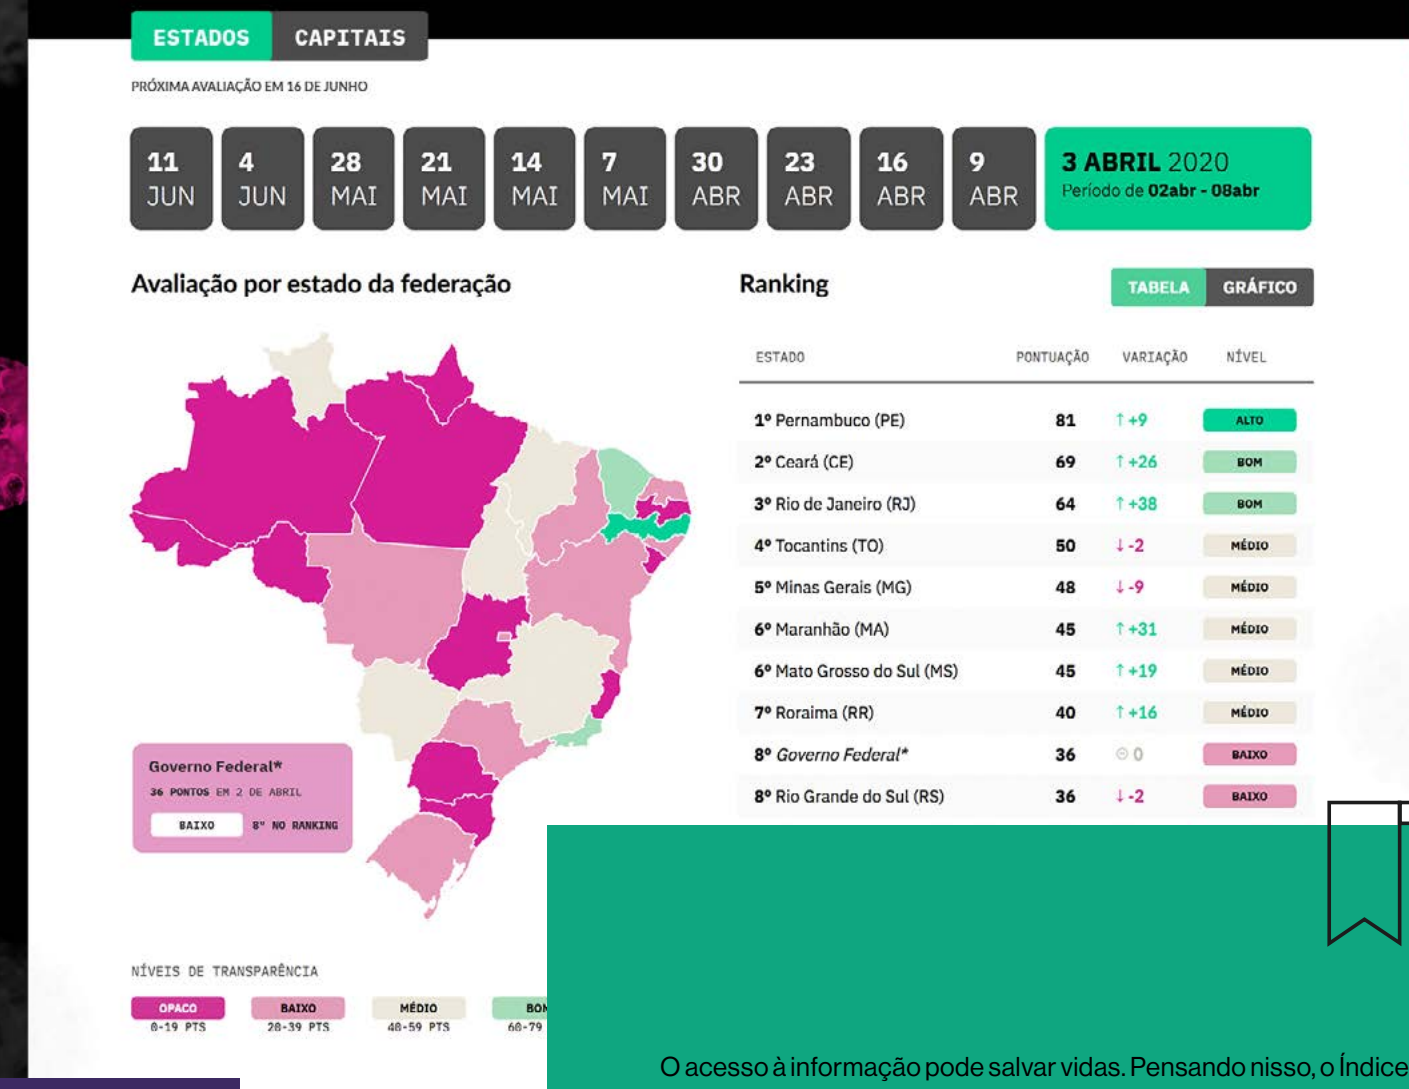 ESTADOS CAPITAIS
PRÓXIMA AVALIAÇÃO EM 16 DE JUNHO
11 4 28 21 14 7 30 23 16 9 3 ABRIL 2020
JUN JUN MAI MAI MAI MAI ABR ABR ABR ABR Período de 02abr - 08abr
Avaliação por estado da federação
Ranking TABELA GRÁFICO
ESTADO PONTUAÇÃO VARIAÇÃO NÍVEL
1º Pernambuco (PE) 81 ↑ +9 ALTO
2º Ceará (CE) 69 ↑ +26 BOM
3º Rio de Janeiro (RJ) 64 ↑ +38 BOM
4º Tocantins (TO) 50 ↓ -2 MÉDIO
5º Minas Gerais (MG) 48 ↓ -9 MÉDIO
6º Maranhão (MA) 45 ↑ +31 MÉDIO
6º Mato Grosso do Sul (MS) 45 ↑ +19 MÉDIO
7º Roraima (RR) 40 ↑ +16 MÉDIO
8º Governo Federal* 36 0 BAIXO
8º Rio Grande do Sul (RS) 36 ↓ -2 BAIXO
Governo Federal*
36 PONTOS EM 2 DE ABRIL
BAIXO 8º NO RANKING
NÍVEIS DE TRANSPARÊNCIA
OPACO BAIXO MÉDIO
0-19 PTS 20-39 PTS 40-59 PTS 60-79
O acesso à informação pode salvar vidas. Pensando nisso, o Índice